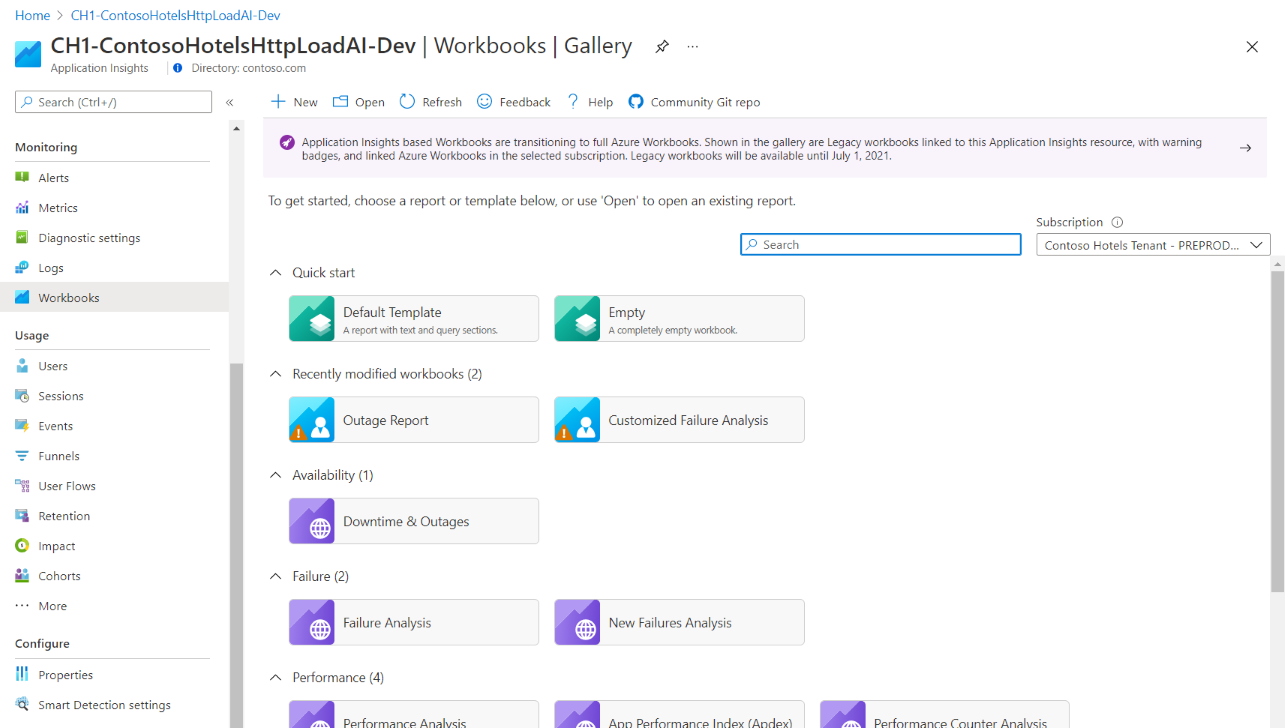 Home > CH1-ContosoHotelsHttpLoadAI-Dev
CH1-ContosoHotelsHttpLoadAI-Dev | Workbooks | Gallery
Application Insights
Directory: contoso.com
Search (Ctrl+/)
Monitoring
Alerts
Metrics
Diagnostic settings
Logs
Workbooks
Usage
Users
Sessions
Events
Funnels
User Flows
Retention
Impact
Cohorts
More
Configure
Properties
Smart Detection settings
New Open Refresh Feedback Help Community Git repo
Application Insights based Workbooks are transitioning to full Azure Workbooks. Shown in the gallery are Legacy workbooks linked to this Application Insights resource, with warning
badges, and linked Azure Workbooks in the selected subscription. Legacy workbooks will be available until July 1, 2021.
To get started, choose a report or template below, or use 'Open' to open an existing report.
Subscription
Search
Contoso Hotels Tenant - PREPROD...
Quick start
Default Template
A report with text and query sections.
Empty
A completely empty workbook.
Recently modified workbooks (2)
Outage Report
Customized Failure Analysis
Availability (1)
Downtime & Outages
Failure (2)
Failure Analysis
New Failures Analysis
Performance (4)
Performance Analysis
App Performance Index (Apdex)
Performance Counter Analysis